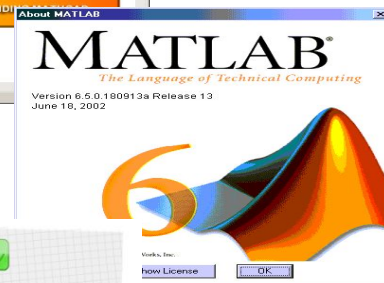 About MATLAB
MATLAB®
The Language of Technical Computing
Version 6.5.0.180913a Release 13
June 18, 2002
6
Works, Inc.
how License
OK